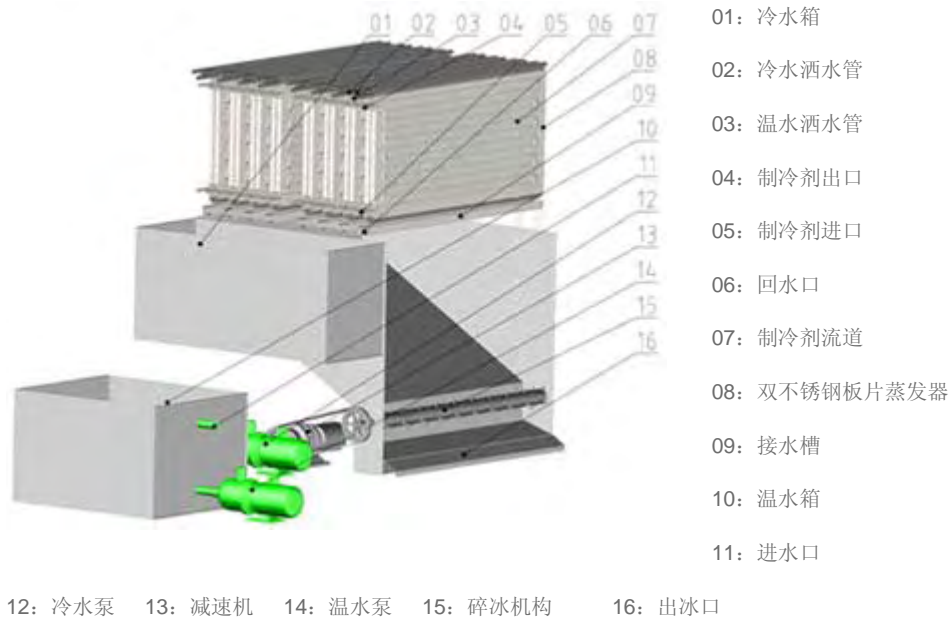 01 02 03 04 05 06 07
08
09
10
11
12
13
14
15
16
01：冷水箱
02：冷水洒水管
03：温水洒水管
04：制冷剂出口
05：制冷剂进口
06：回水口
07：制冷剂流道
08：双不锈钢板片蒸发器
09：接水槽
10：温水箱
11：进水口
12：冷水泵 13：减速机 14：温水泵 15：碎冰机构 16：出冰口